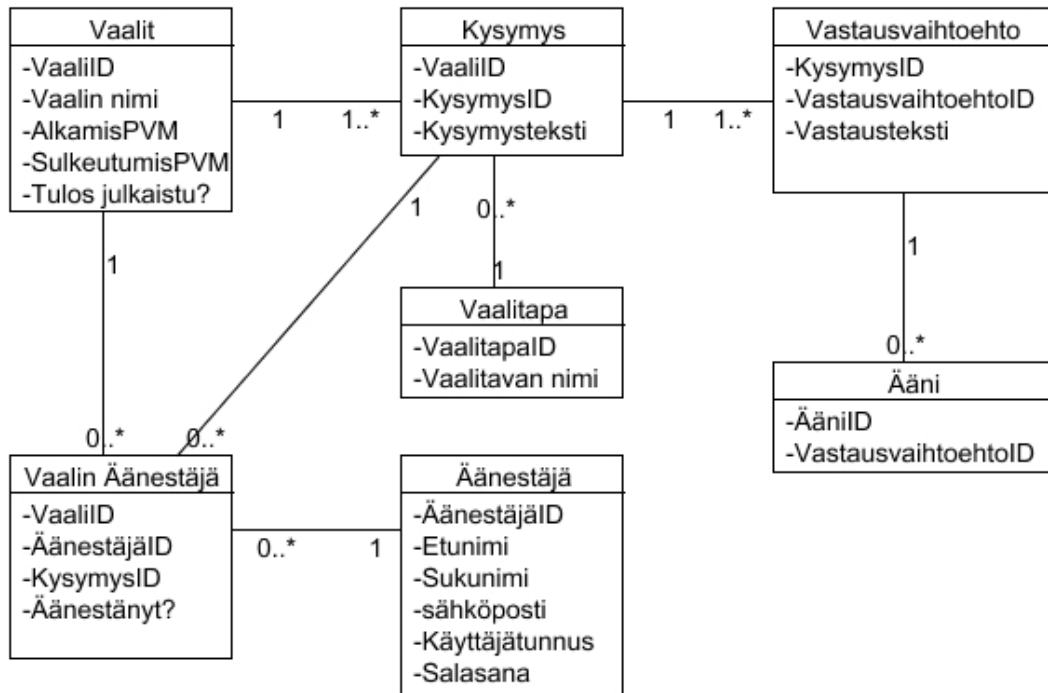 Vaalit
-VaaliID
-Vaalin nimi
-AlkamisPVM
-SulkeutumisPVM
-Tulos julkaistu?
1
1..*
Kysymys
-VaaliID
-KysymysID
-Kysymysteksti
1
1..*
Vastausvaihtoehto
-KysymysID
-VastausvaihtoehtoID
-Vastausteksti
1
0..*
1
0..*
0..*
1
1
0..*
Vaalitapa
-VaalitapaID
-Vaalitavan nimi
Ääni
-ÄäniID
-VastausvaihtoehtoID
Vaalin Äänestäjä
-VaaliID
-ÄänestäjäID
-KysymysID
-Äänestänyt?
0..*
1
Äänestäjä
-ÄänestäjäID
-Etunimi
-Sukunimi
-sähköposti
-Käyttäjätunnus
-Salasana